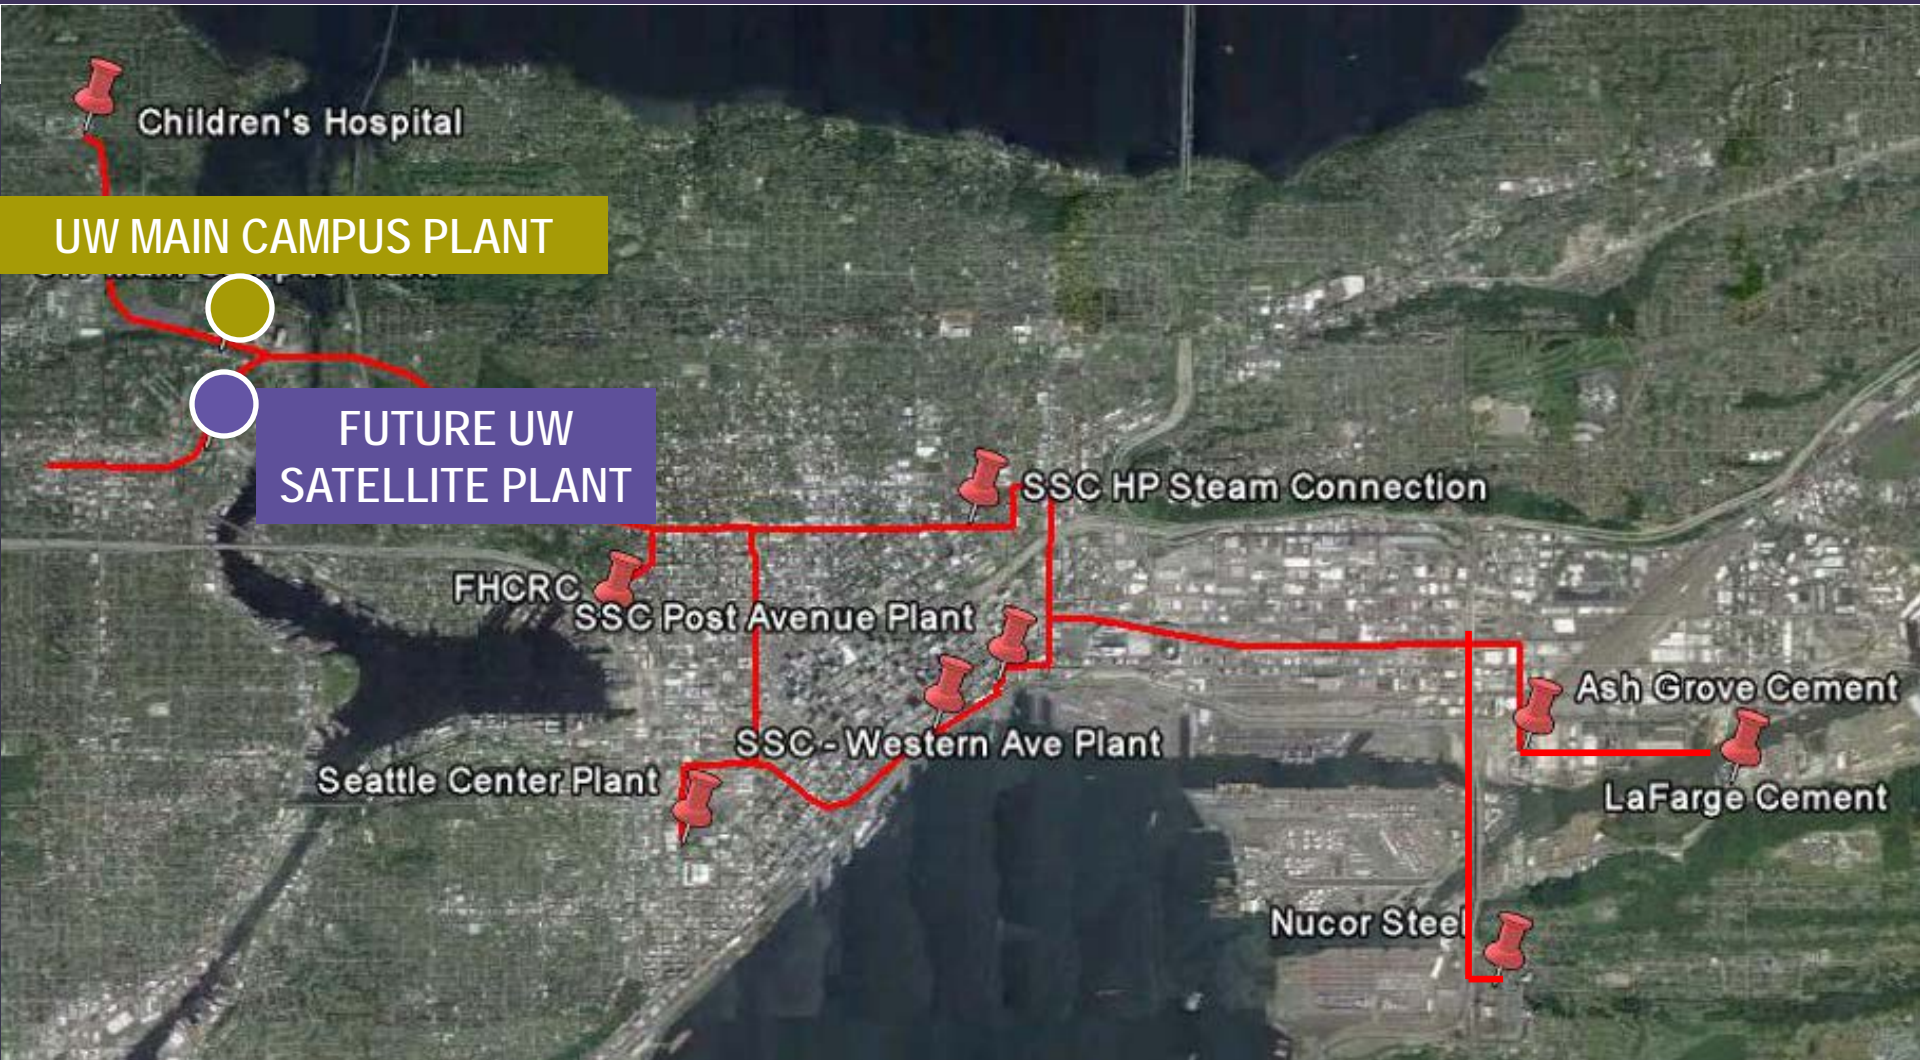 Children's Hospital
UW MAIN CAMPUS PLANT
FUTURE UW
SATELLITE PLANT
SSC HP Steam Connection
FHCRC
SSC Post Avenue Plant
Ash Grove Cement
SSC - Western Ave Plant
Seattle Center Plant
LaFarge Cement
Nucor Steel